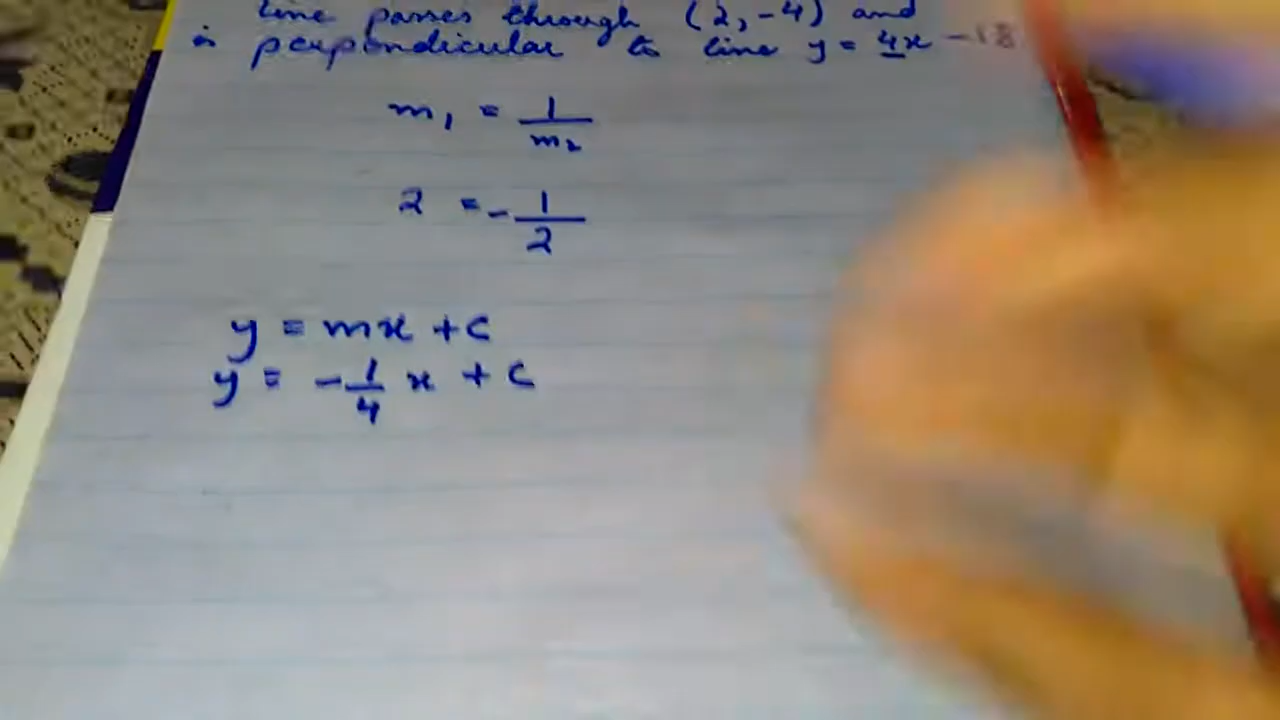 line passes through (2, -4) and
is perpendicular to line y = 4x - 18
m₁ = 1/m₂
2 = - 1/2
y = mx + c
y = - 1/4 x + c